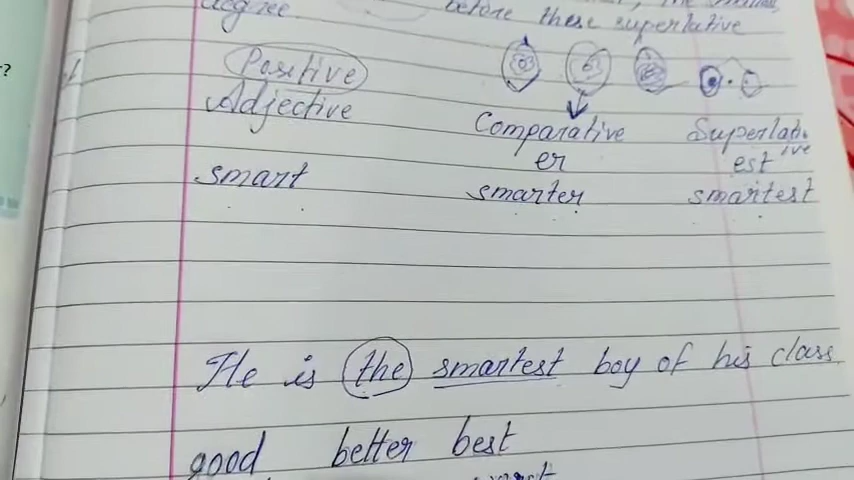 degree
before these superlative
Positive
Adjective
Comparative Superlative
er est
smart smarter smartest
He is the smartest boy of his class
good better best